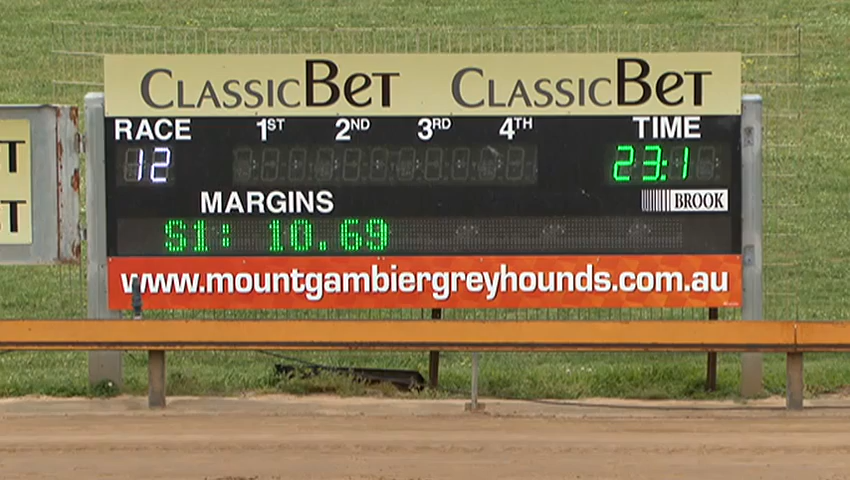 CLASSICBET CLASSICBET
RACE 1ST 2ND 3RD 4TH TIME
12 23:1
MARGINS BROOK
S1: 10.69
www.mountgambiergreyhounds.com.au
T
ST